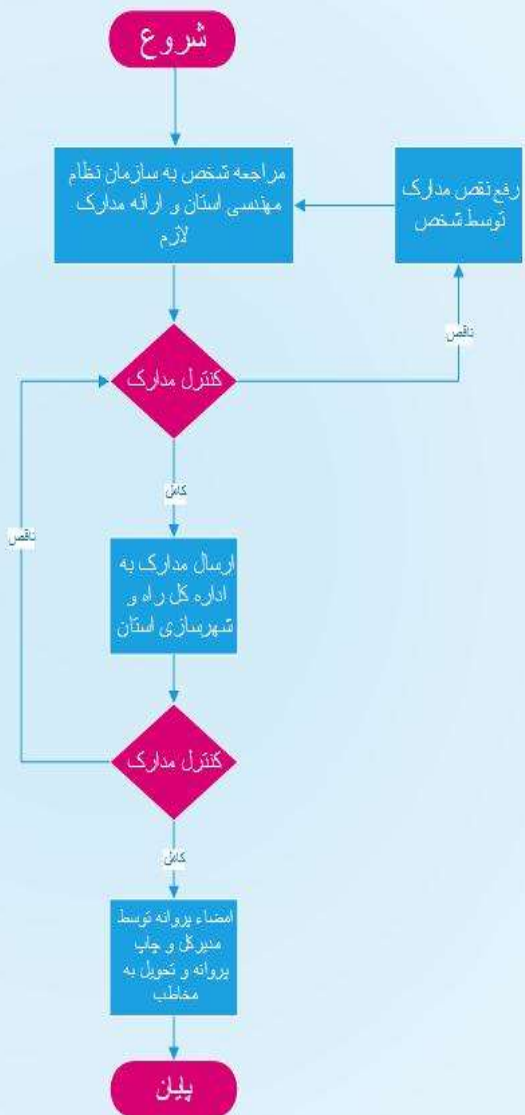 شروع
مراجعه شخص به سازمان نظام
مهندسی استان و ارائه مدارک
لازم
رفع نقص مدارک
توسط شخص
ناقص
کنترل مدارک
کامل
ناقص
ارسال مدارک به
اداره کل راه و
شهرسازی استان
کنترل مدارک
کامل
امضاء پروانه توسط
مدیرکل و چاپ
پروانه و تحویل به
مخاطب
پایان